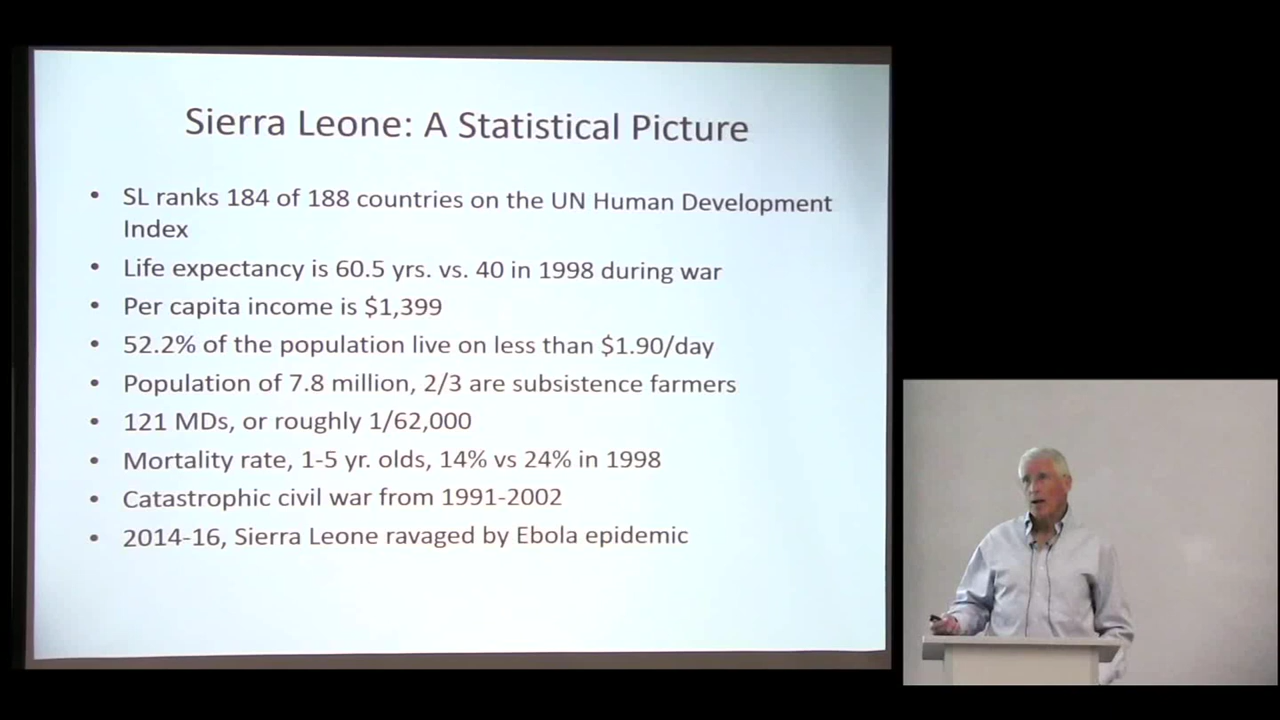 Sierra Leone: A Statistical Picture
• SL ranks 184 of 188 countries on the UN Human Development
Index
• Life expectancy is 60.5 yrs. vs. 40 in 1998 during war
• Per capita income is $1,399
• 52.2% of the population live on less than $1.90/day
• Population of 7.8 million, 2/3 are subsistence farmers
• 121 MDs, or roughly 1/62,000
• Mortality rate, 1-5 yr. olds, 14% vs 24% in 1998
• Catastrophic civil war from 1991-2002
• 2014-16, Sierra Leone ravaged by Ebola epidemic